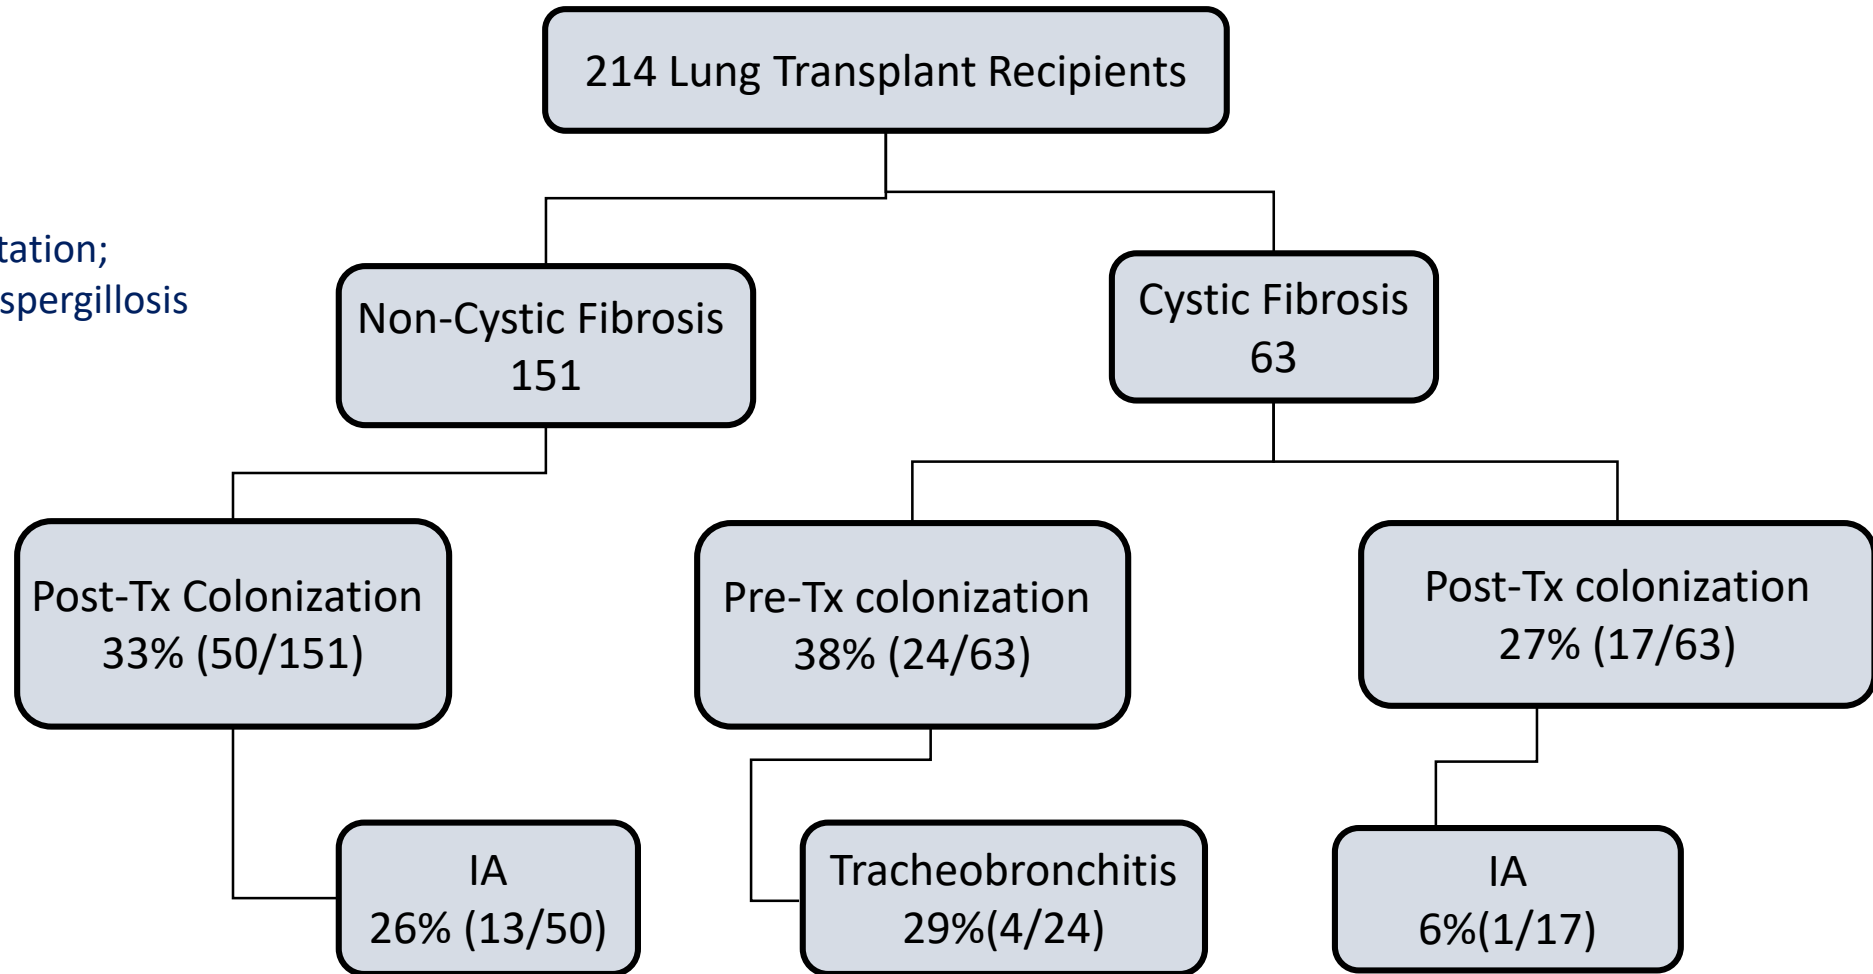 214 Lung Transplant Recipients
tation;
spergillosis
Non-Cystic Fibrosis
151
Cystic Fibrosis
63
Post-Tx Colonization
33% (50/151)
Pre-Tx colonization
38% (24/63)
Post-Tx colonization
27% (17/63)
IA
26% (13/50)
Tracheobronchitis
29%(4/24)
IA
6%(1/17)